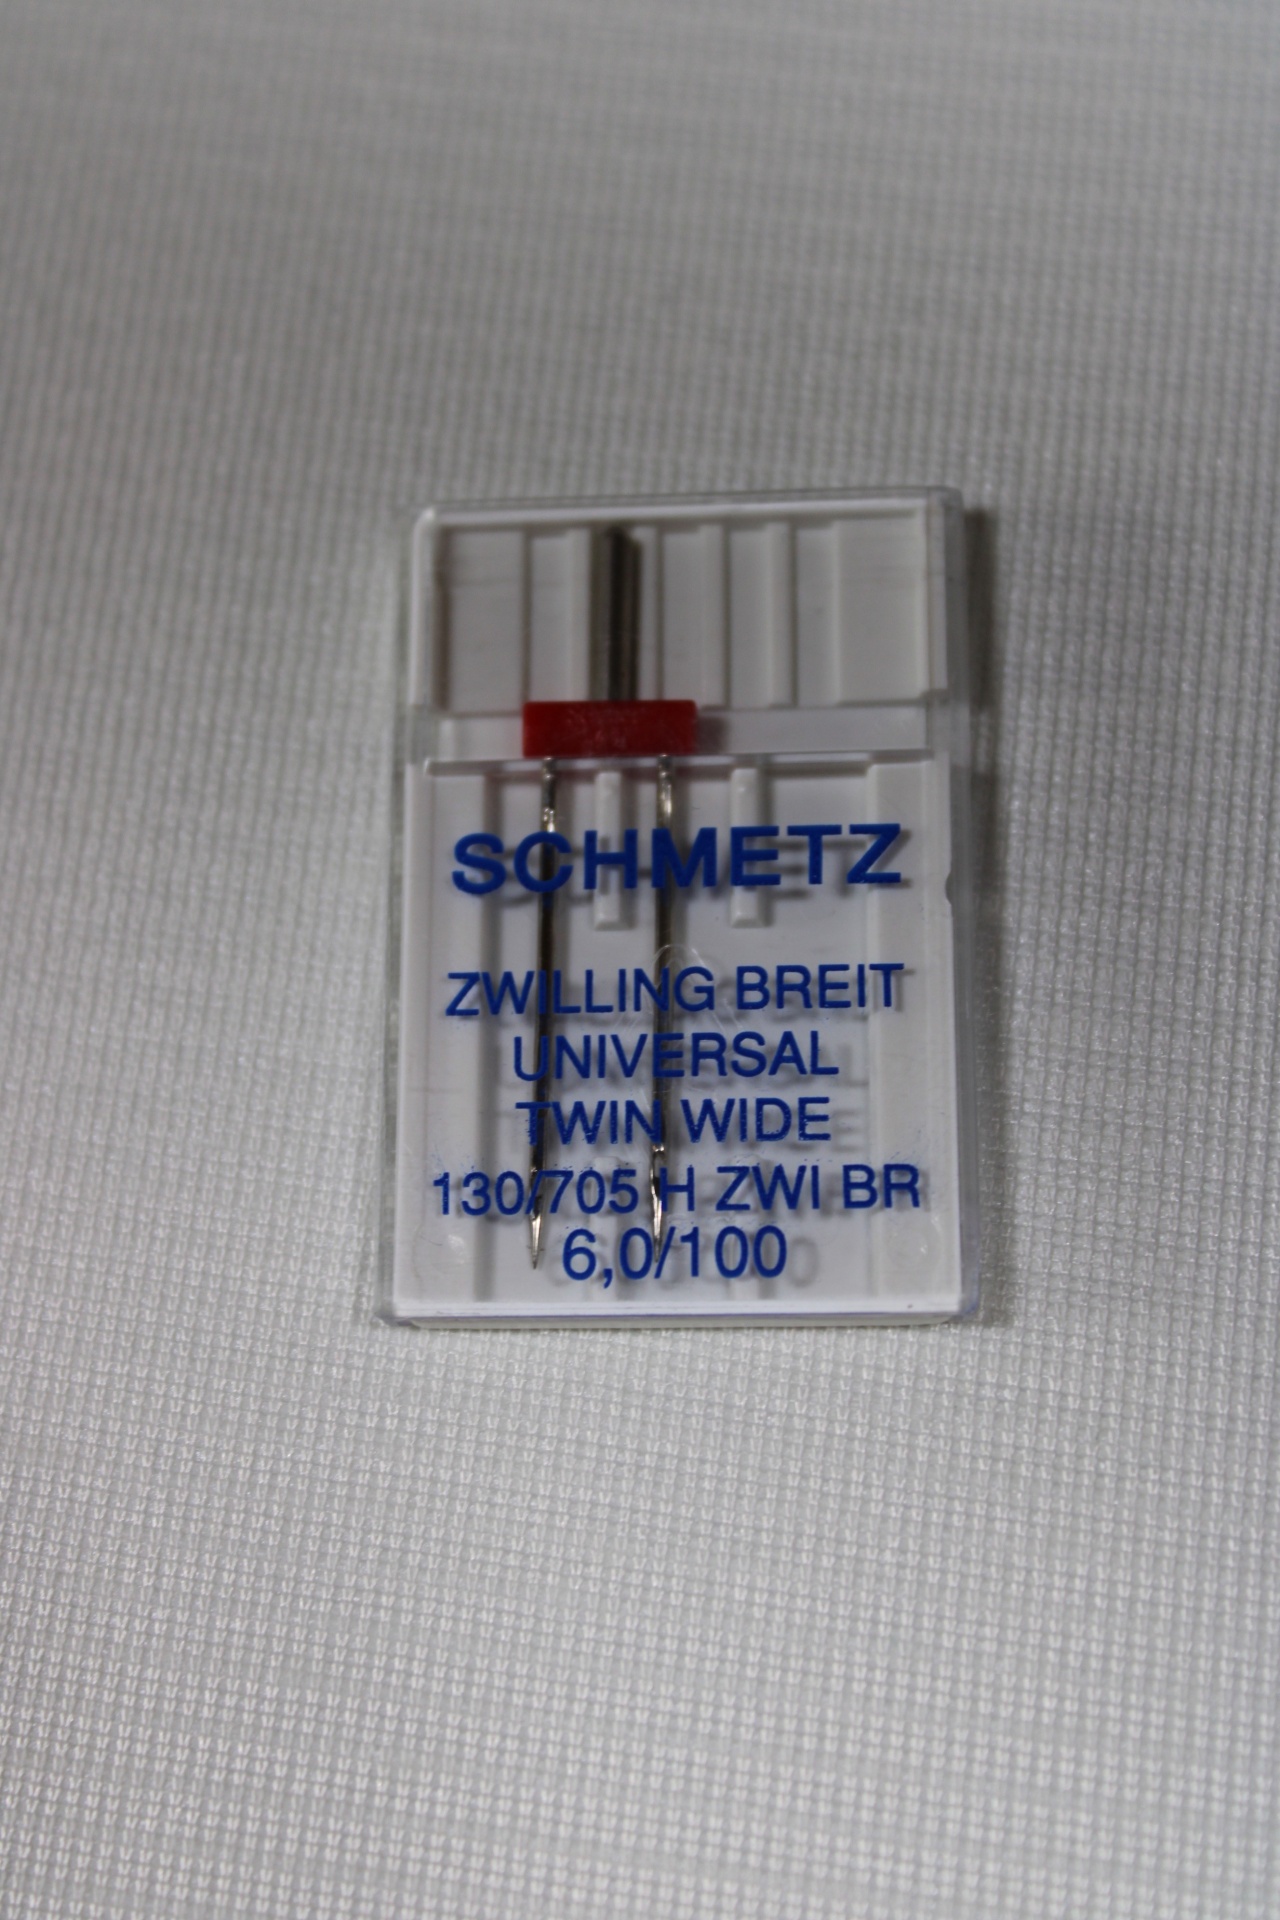 SCHMETZ
ZWILLING BREIT
UNIVERSAL
TWIN WIDE
130/705 H ZWI BR
6,0/100